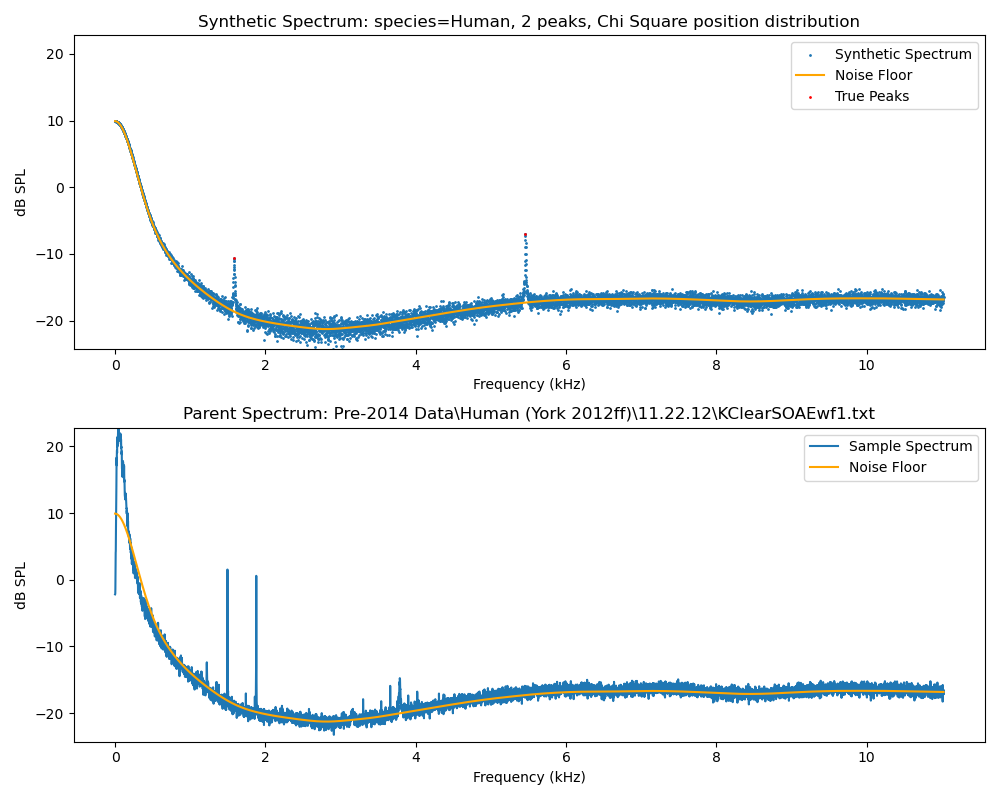 Synthetic Spectrum: species=Human, 2 peaks, Chi Square position distribution
dB SPL
20
10
0
−10
−20
Synthetic Spectrum
Noise Floor
True Peaks
0 2 4 6 8 10
Frequency (kHz)
Parent Spectrum: Pre-2014 Data\Human (York 2012ff)\11.22.12\KClearSOAEwf1.txt
dB SPL
20
10
0
−10
−20
Sample Spectrum
Noise Floor
0 2 4 6 8 10
Frequency (kHz)